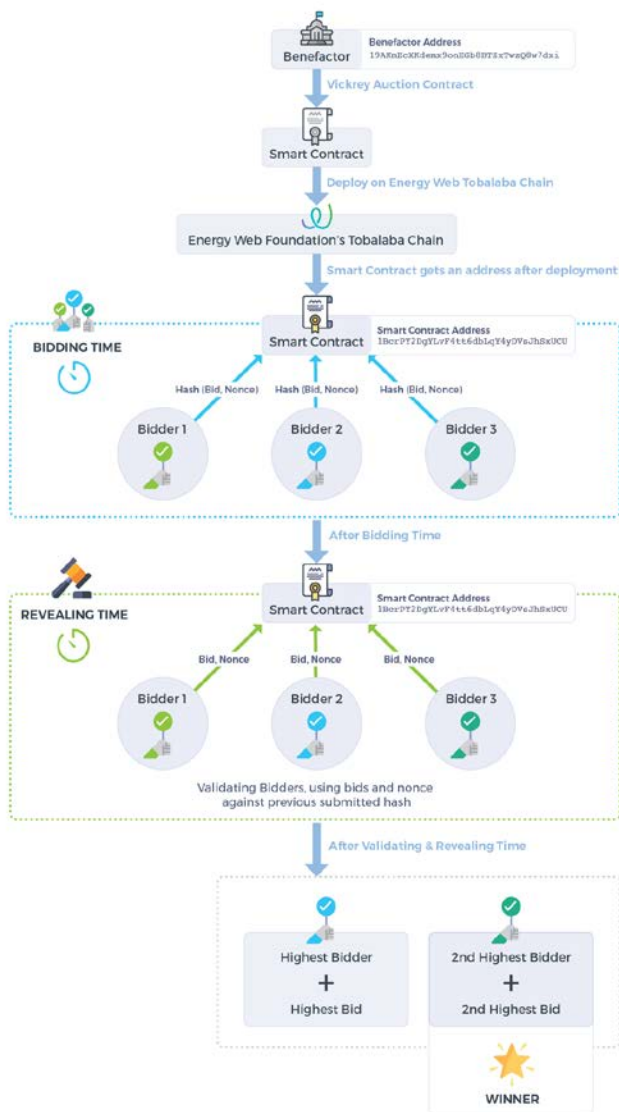 Benefactor
Benefactor Address
Vickrey Auction Contract
Smart Contract
Deploy on Energy Web Tobalaba Chain
Energy Web Foundation's Tobalaba Chain
Smart Contract gets an address after deployment
BIDDING TIME
Smart Contract
Smart Contract Address
Hash (Bid, Nonce)
Hash (Bid, Nonce)
Hash (Bid, Nonce)
Bidder 1
Bidder 2
Bidder 3
After Bidding Time
REVEALING TIME
Smart Contract
Smart Contract Address
Bid, Nonce
Bid, Nonce
Bid, Nonce
Bidder 1
Bidder 2
Bidder 3
Validating Bidders, using bids and nonce
against previous submitted hash
After Validating & Revealing Time
Highest Bidder
+
Highest Bid
2nd Highest Bidder
+
2nd Highest Bid
WINNER